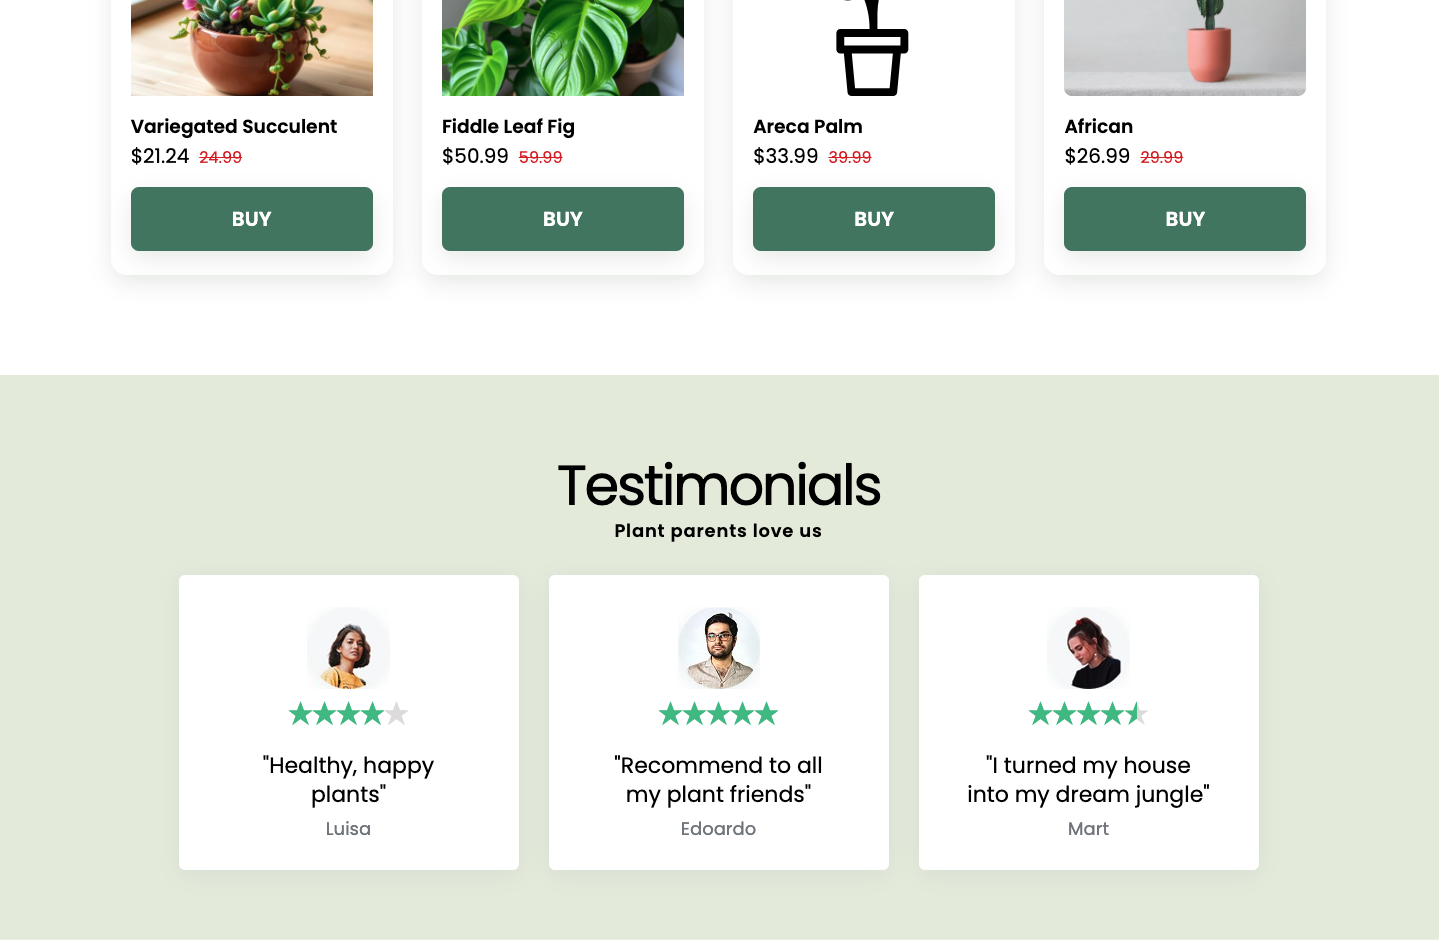 Variegated Succulent
$21.24 24.99
BUY
Fiddle Leaf Fig
$50.99 59.99
BUY
Areca Palm
$33.99 39.99
BUY
African
$26.99 29.99
BUY
Testimonials
Plant parents love us
"Healthy, happy
plants"
Luisa
"Recommend to all
my plant friends"
Edoardo
"I turned my house
into my dream jungle"
Mart